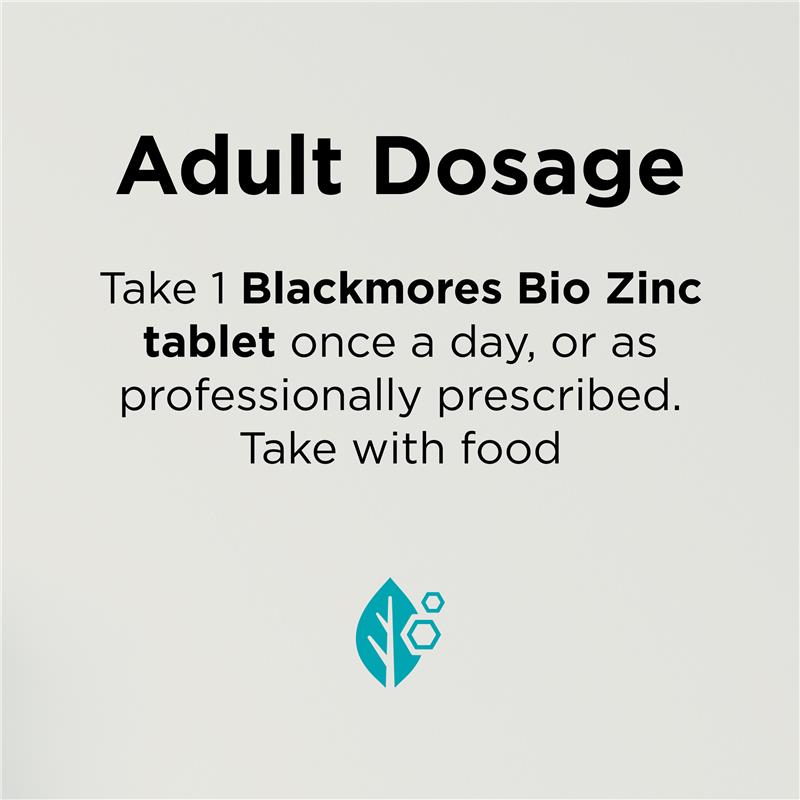 Adult Dosage
Take 1 Blackmores Bio Zinc
tablet once a day, or as
professionally prescribed.
Take with food